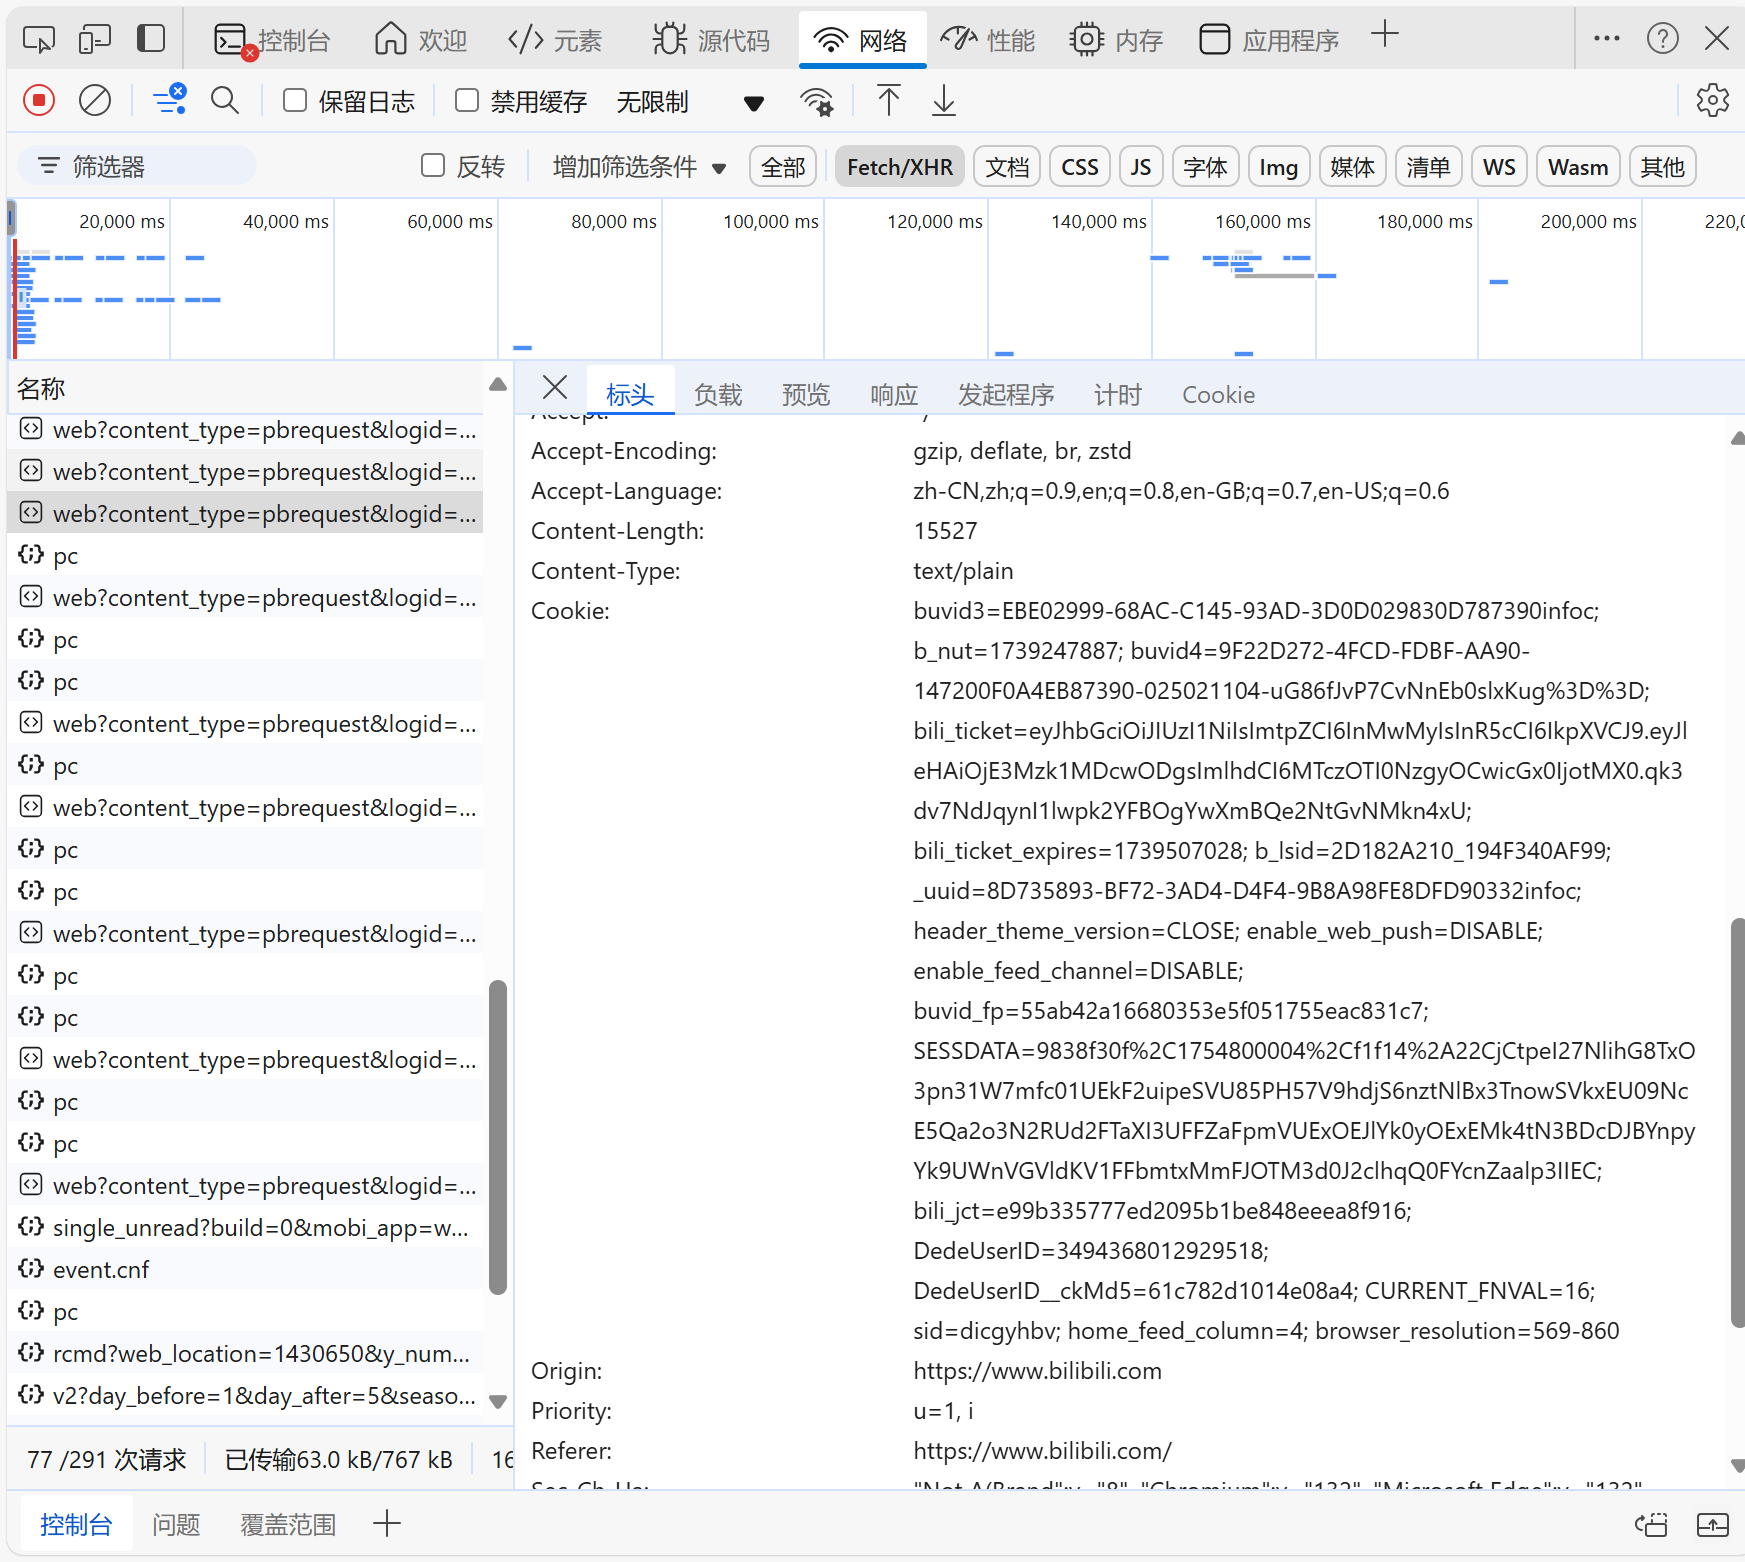 控制台 欢迎 元素 源代码 网络 性能 内存 应用程序
保留日志 禁用缓存 无限制
筛选器 反转 增加筛选条件 全部 Fetch/XHR 文档 CSS JS 字体 Img 媒体 清单 WS Wasm 其他
20,000 ms 40,000 ms 60,000 ms 80,000 ms 100,000 ms 120,000 ms 140,000 ms 160,000 ms 180,000 ms 200,000 ms 220,0
名称
web?content_type=pbrequest&logid=...
web?content_type=pbrequest&logid=...
web?content_type=pbrequest&logid=...
pc
web?content_type=pbrequest&logid=...
pc
pc
web?content_type=pbrequest&logid=...
pc
web?content_type=pbrequest&logid=...
pc
pc
web?content_type=pbrequest&logid=...
pc
pc
web?content_type=pbrequest&logid=...
pc
pc
web?content_type=pbrequest&logid=...
single_unread?build=0&mobi_app=w...
event.cnf
pc
rcmd?web_location=1430650&y_num...
v2?day_before=1&day_after=5&seaso...
77 /291 次请求 已传输63.0 kB/767 kB 16
标头 负载 预览 响应 发起程序 计时 Cookie
Accept-Encoding: gzip, deflate, br, zstd
Accept-Language: zh-CN,zh;q=0.9,en;q=0.8,en-GB;q=0.7,en-US;q=0.6
Content-Length: 15527
Content-Type: text/plain
Cookie: buvid3=EBE02999-68AC-C145-93AD-3D0D029830D787390infoc;
b_nut=1739247887; buvid4=9F22D272-4FCD-FDBF-AA90-
147200F0A4EB87390-025021104-uG86fJvP7CvNnEb0slxKug%3D%3D;
bili_ticket=eyJhbGciOiJIUzI1NiIsImtpZCI6InMwMyIsInR5cCI6IkpXVCJ9.eyJl
eHAiOjE3Mzk1MDcwODgsImlhdCI6MTczOTI0NzgyOCwicGx0IjotMX0.qk3
dv7NdJqynI1lwpk2YFBOgYwXmBQe2NtGvNMkn4xU;
bili_ticket_expires=1739507028; b_lsid=2D182A210_194F340AF99;
_uuid=8D735893-BF72-3AD4-D4F4-9B8A98FE8DFD90332infoc;
header_theme_version=CLOSE; enable_web_push=DISABLE;
enable_feed_channel=DISABLE;
buvid_fp=55ab42a16680353e5f051755eac831c7;
SESSDATA=9838f30f%2C1754800004%2Cf1f14%2A22CjCtpeI27NlihG8TxO
3pn31W7mfc01UEkF2uipeSVU85PH57V9hdjS6nztNlBx3TnowSVkxEU09Nc
E5Qa2o3N2RUd2FTaXI3UFFZaFpmVUExOEJlYk0yOExEMk4tN3BDcDJBYnpy
Yk9UWnVGVldKV1FFbmtxMmFJOTM3d0J2clhqQ0FYcnZaalp3IIEC;
bili_jct=e99b335777ed2095b1be848eeea8f916;
DedeUserID=3494368012929518;
DedeUserID__ckMd5=61c782d1014e08a4; CURRENT_FNVAL=16;
sid=dicgyhbv; home_feed_column=4; browser_resolution=569-860
Origin: https://www.bilibili.com
Priority: u=1, i
Referer: https://www.bilibili.com/
控制台 问题 覆盖范围